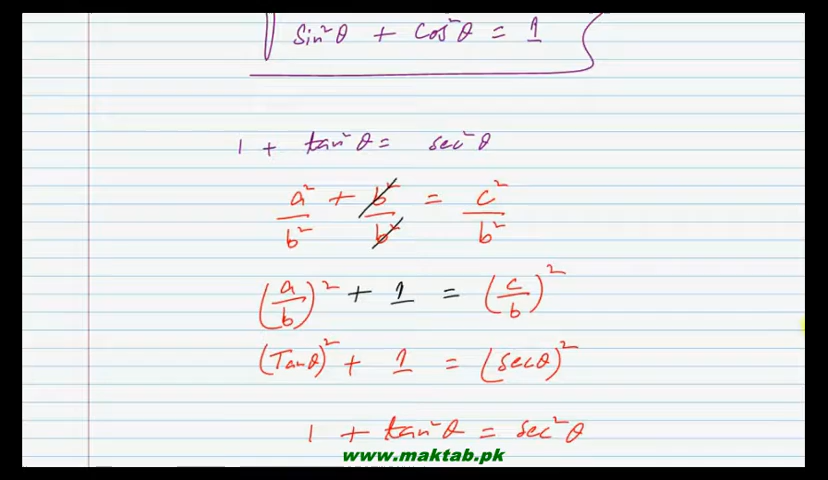 sin²θ + cos²θ = 1
1 + tan²θ = sec²θ
a²/b² + b²/b² = c²/b²
(a/b)² + 1 = (c/b)²
(Tanθ)² + 1 = (secθ)²
1 + tan²θ = sec²θ
www.maktab.pk